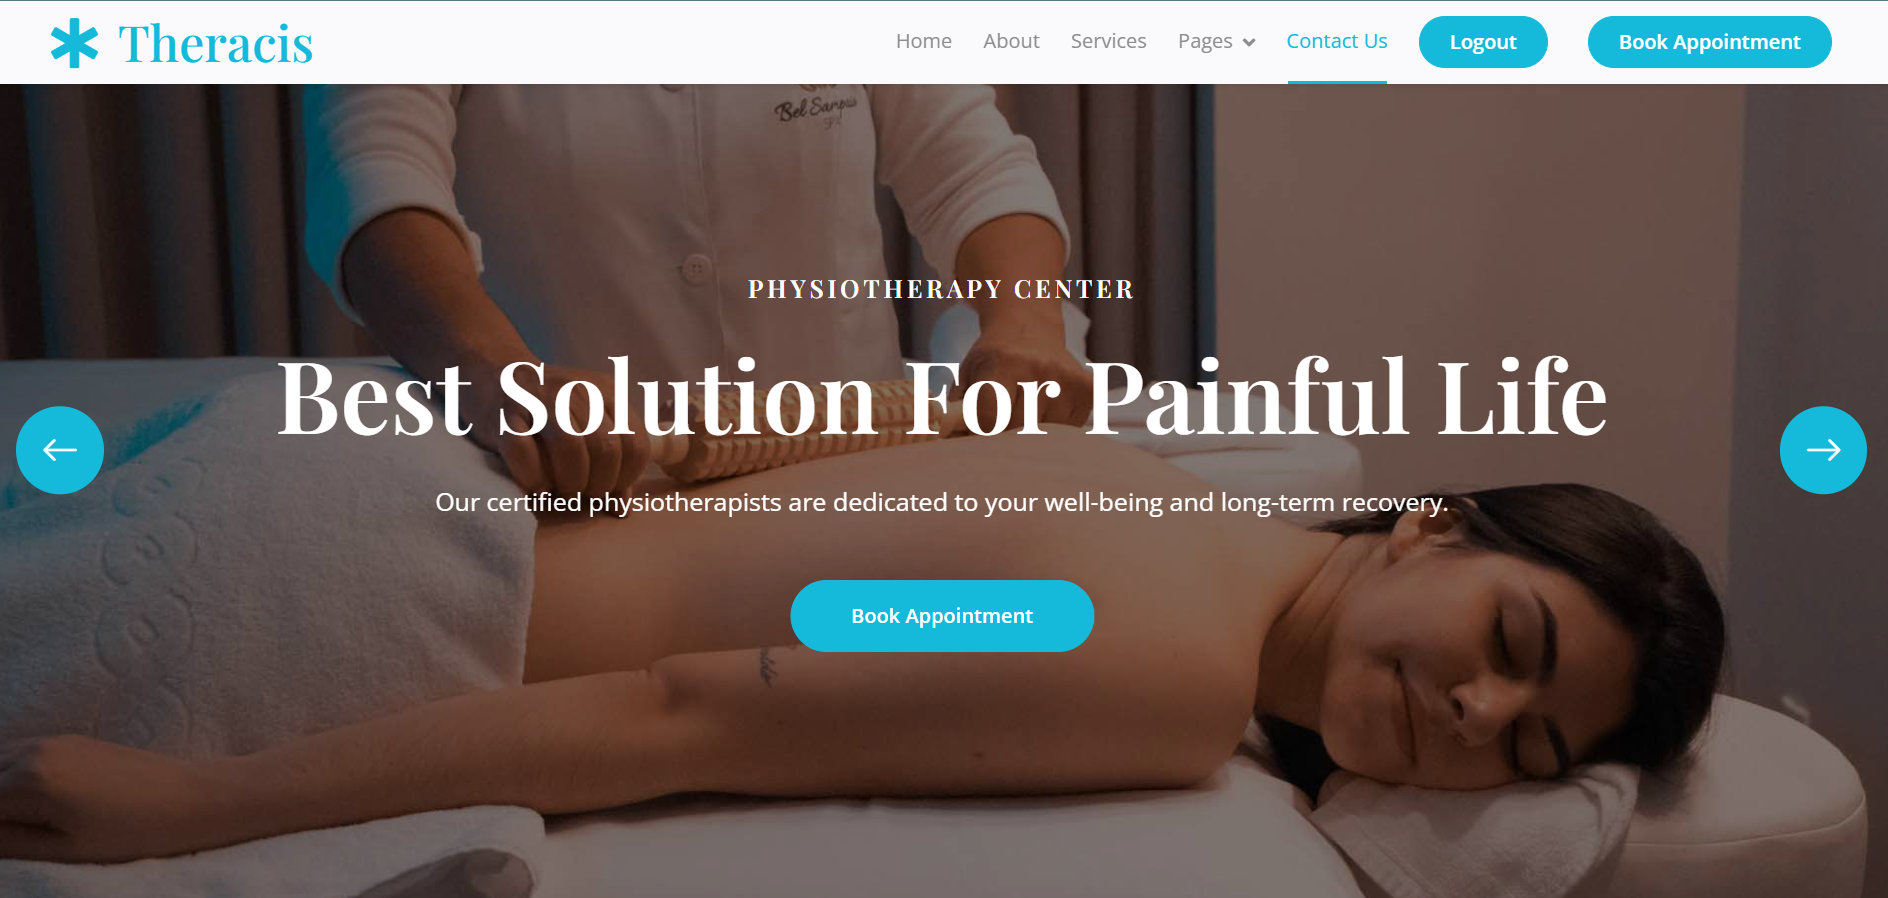 Theracis
Home About Services Pages Contact Us Logout Book Appointment
Bel Sampus
PHYSIOTHERAPY CENTER
Best Solution For Painful Life
Our certified physiotherapists are dedicated to your well-being and long-term recovery.
Book Appointment